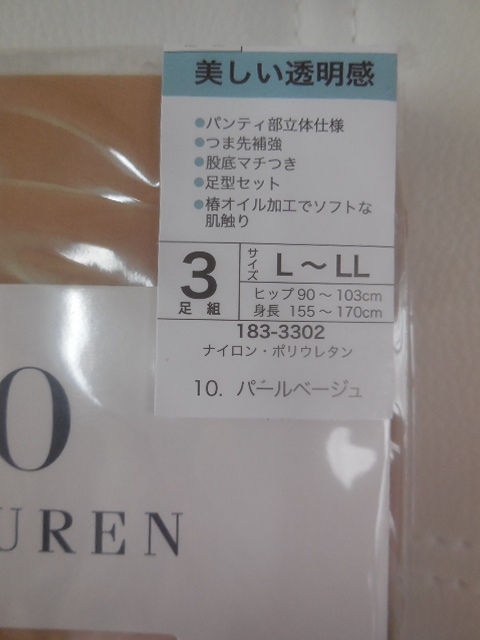 美しい透明感
●パンティ部立体仕様
●つま先補強
●股底マチつき
●足型セット
●椿オイル加工でソフトな
肌触り
3
足 組
サイズ
L～LL
ヒップ 90～103cm
身長 155～170cm
183-3302
ナイロン・ポリウレタン
10. パールベージュ
O
UREN